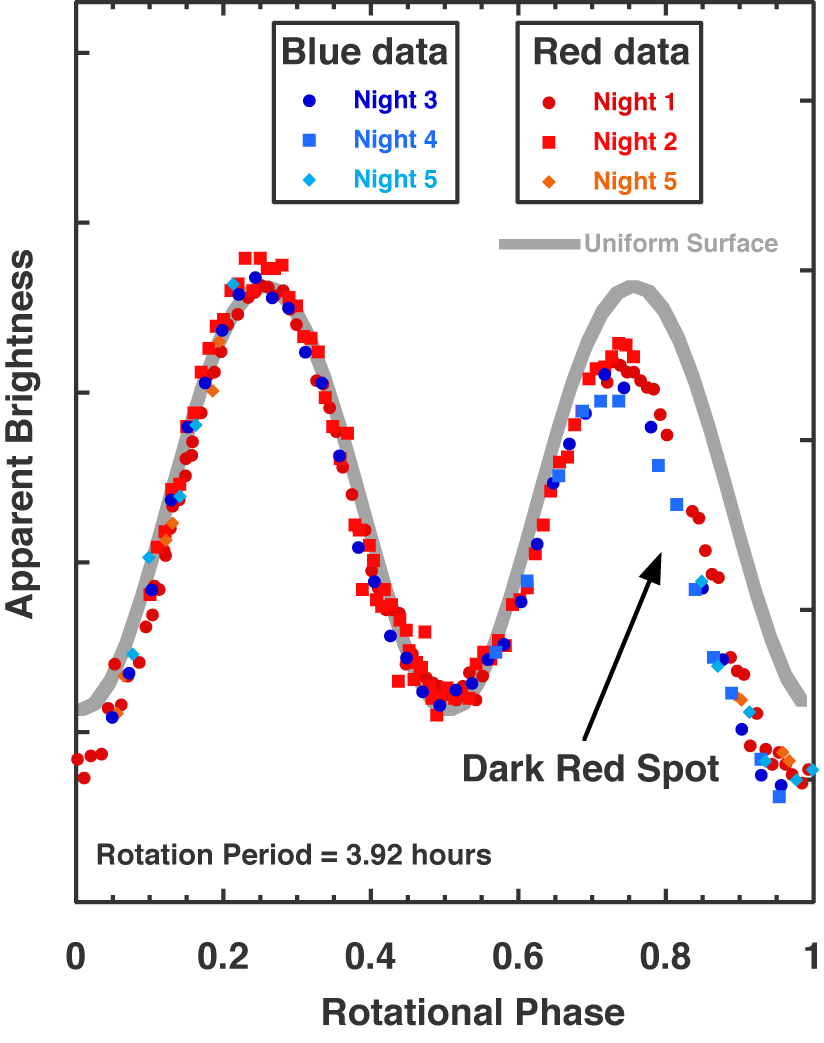 Blue data
Night 3
Night 4
Night 5
Red data
Night 1
Night 2
Night 5
Uniform Surface
Apparent Brightness
Dark Red Spot
Rotation Period = 3.92 hours
0 0.2 0.4 0.6 0.8 1
Rotational Phase